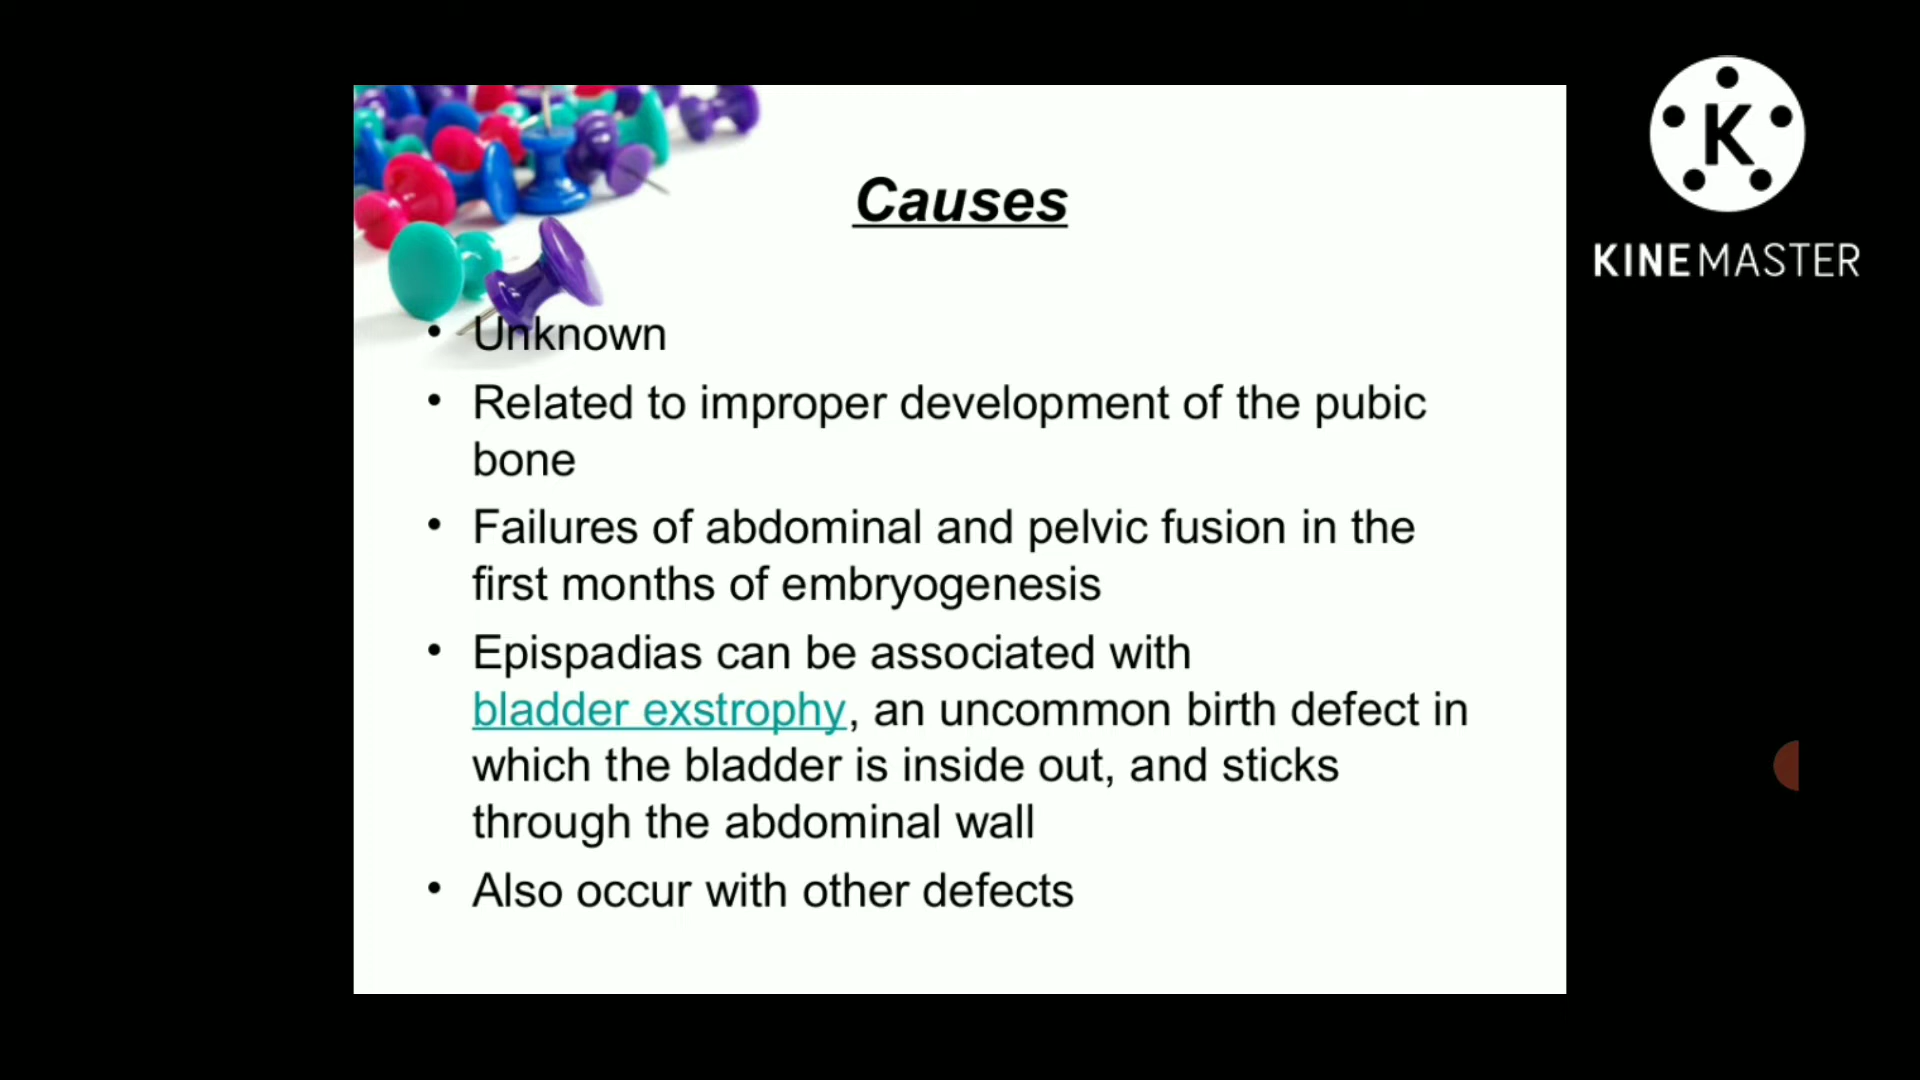 Causes
• Unknown
• Related to improper development of the pubic
bone
• Failures of abdominal and pelvic fusion in the
first months of embryogenesis
• Epispadias can be associated with
bladder exstrophy, an uncommon birth defect in
which the bladder is inside out, and sticks
through the abdominal wall
• Also occur with other defects
K
KINEMASTER